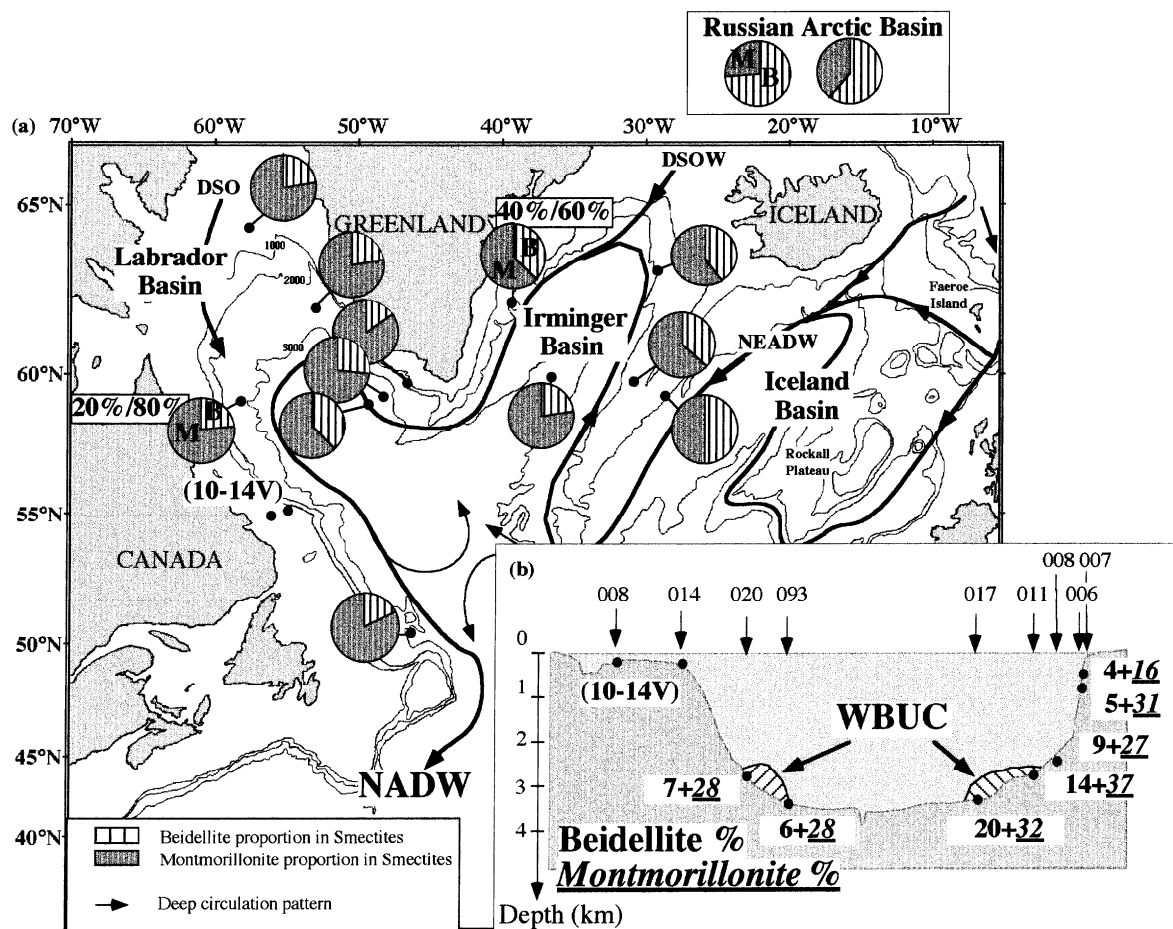 Russian Arctic Basin
M
B
(a)
70°W 60°W 50°W 40°W 30°W 20°W 10°W
65°N
60°N
55°N
50°N
45°N
40°N
DSO
DSOW
GREENLAND
40%/60%
ICELAND
1000
2000
3000
Labrador
Basin
B
M
Irminger
Basin
Faeroe
Island
NEADW
Iceland
Basin
20%/80%
B
M
Rockall
Plateau
(10-14V)
CANADA
NADW
Beidellite proportion in Smectites
Montmorillonite proportion in Smectites
Deep circulation pattern
(b)
008 007
008 014 020 093 017 011 006
0
1
2
3
4
(10-14V)
WBUC
4+16
5+31
9+27
14+37
7+28
6+28
20+32
Beidellite %
Montmorillonite %
Depth (km)